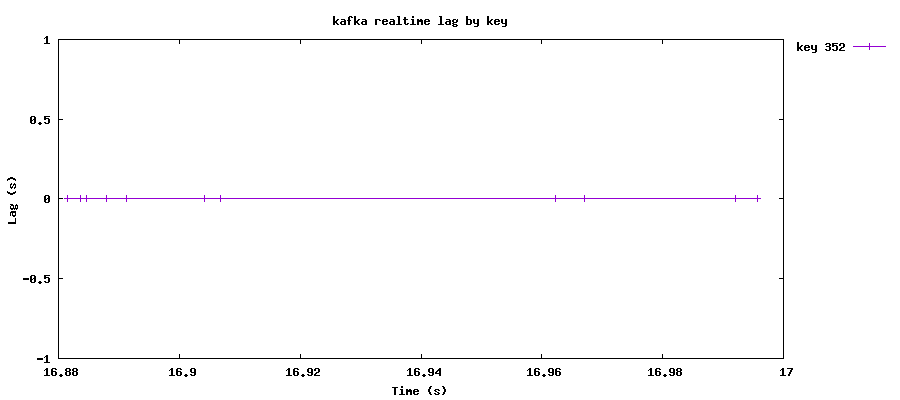 kafka realtime lag by key
key 352
1
0.5
0
-0.5
-1
Lag (s)
16.88 16.9 16.92 16.94 16.96 16.98 17
Time (s)